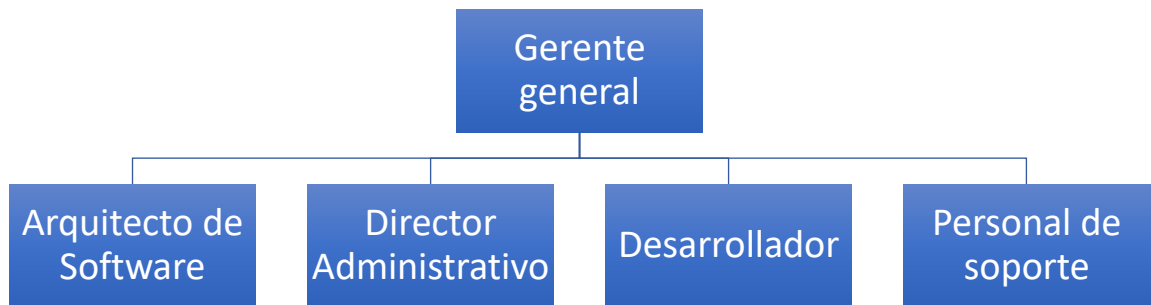 Gerente
general
Arquitecto de
Software
Director
Administrativo
Desarrollador
Personal de
soporte